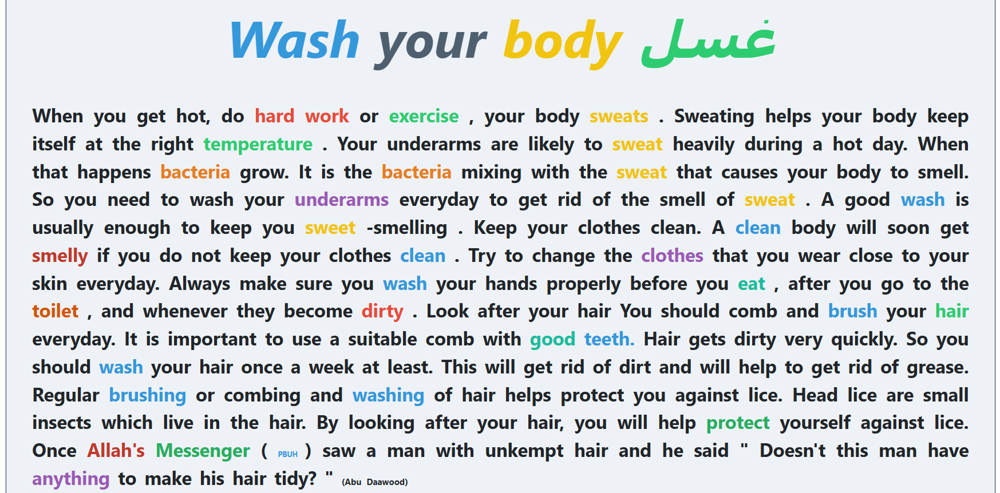 Wash your body غسل
When you get hot, do hard work or exercise , your body sweats . Sweating helps your body keep
itself at the right temperature . Your underarms are likely to sweat heavily during a hot day. When
that happens bacteria grow. It is the bacteria mixing with the sweat that causes your body to smell.
So you need to wash your underarms everyday to get rid of the smell of sweat . A good wash is
usually enough to keep you sweet -smelling . Keep your clothes clean. A clean body will soon get
smelly if you do not keep your clothes clean . Try to change the clothes that you wear close to your
skin everyday. Always make sure you wash your hands properly before you eat , after you go to the
toilet , and whenever they become dirty . Look after your hair You should comb and brush your hair
everyday. It is important to use a suitable comb with good teeth. Hair gets dirty very quickly. So you
should wash your hair once a week at least. This will get rid of dirt and will help to get rid of grease.
Regular brushing or combing and washing of hair helps protect you against lice. Head lice are small
insects which live in the hair. By looking after your hair, you will help protect yourself against lice.
Once Allah's Messenger ( PBUH ) saw a man with unkempt hair and he said " Doesn't this man have
anything to make his hair tidy? " (Abu Daawood)